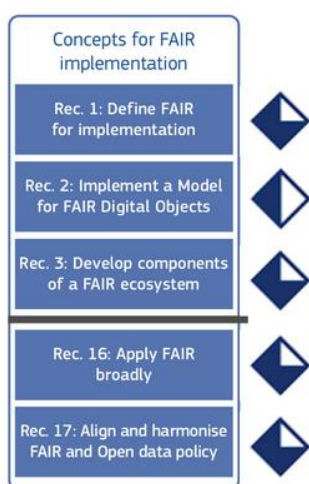 Concepts for FAIR
implementation
Rec. 1: Define FAIR
for implementation
Rec. 2: Implement a Model
for FAIR Digital Objects
Rec. 3: Develop components
of a FAIR ecosystem
Rec. 16: Apply FAIR
broadly
Rec. 17: Align and harmonise
FAIR and Open data policy